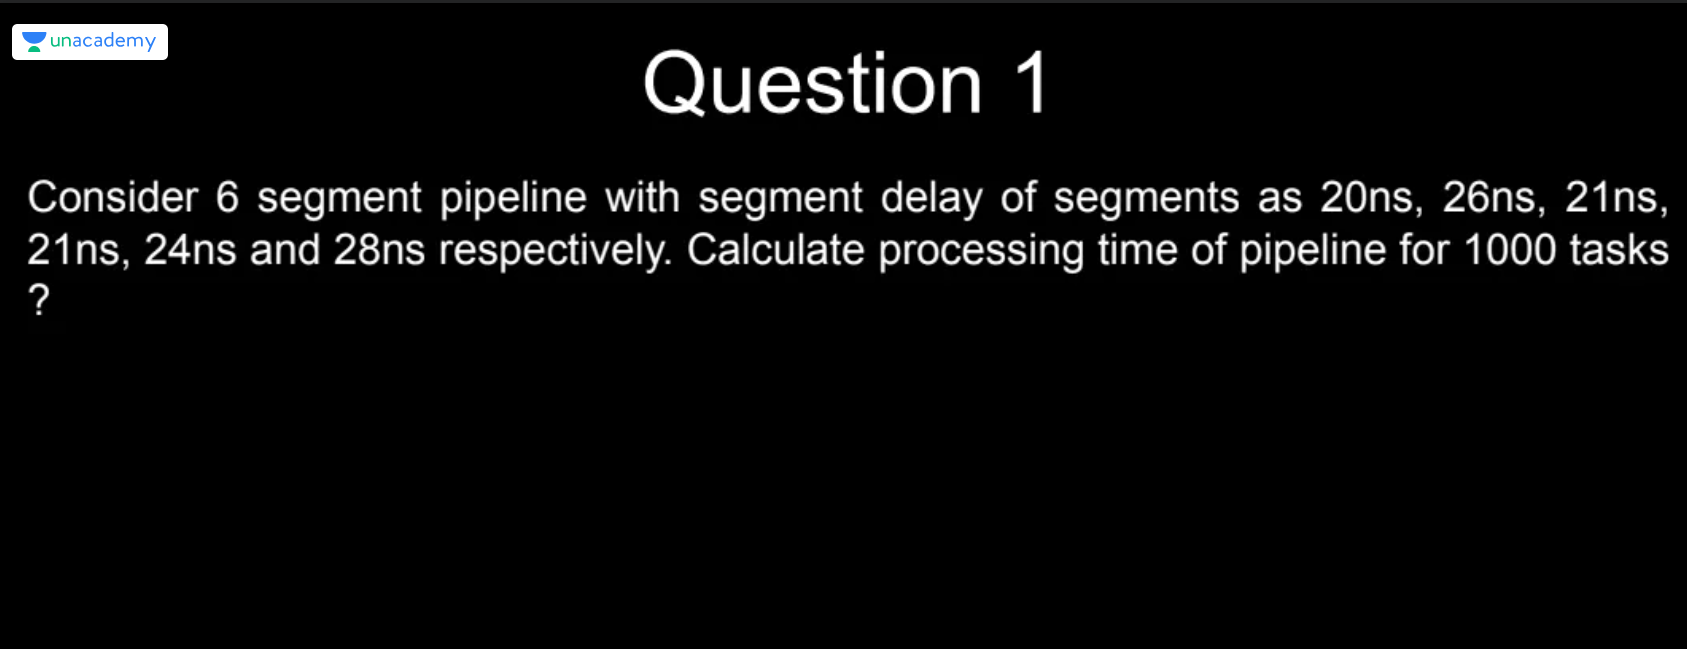 unacademy
Question 1
Consider 6 segment pipeline with segment delay of segments as 20ns, 26ns, 21ns,
21ns, 24ns and 28ns respectively. Calculate processing time of pipeline for 1000 tasks
?